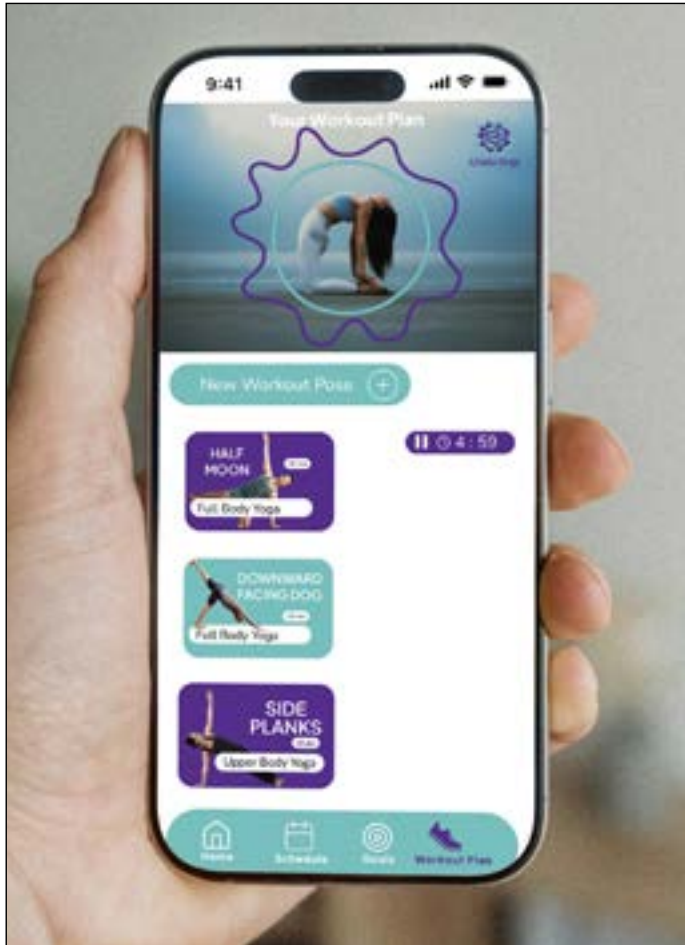 9:41
Your Workout Plan
New Workout Pose
4:59
HALF
MOON
Full Body Yoga
DOWNWARD
FACING DOG
Full Body Yoga
SIDE
PLANKS
Upper Body Yoga
Home
Schedule
Goals
Workout Plan